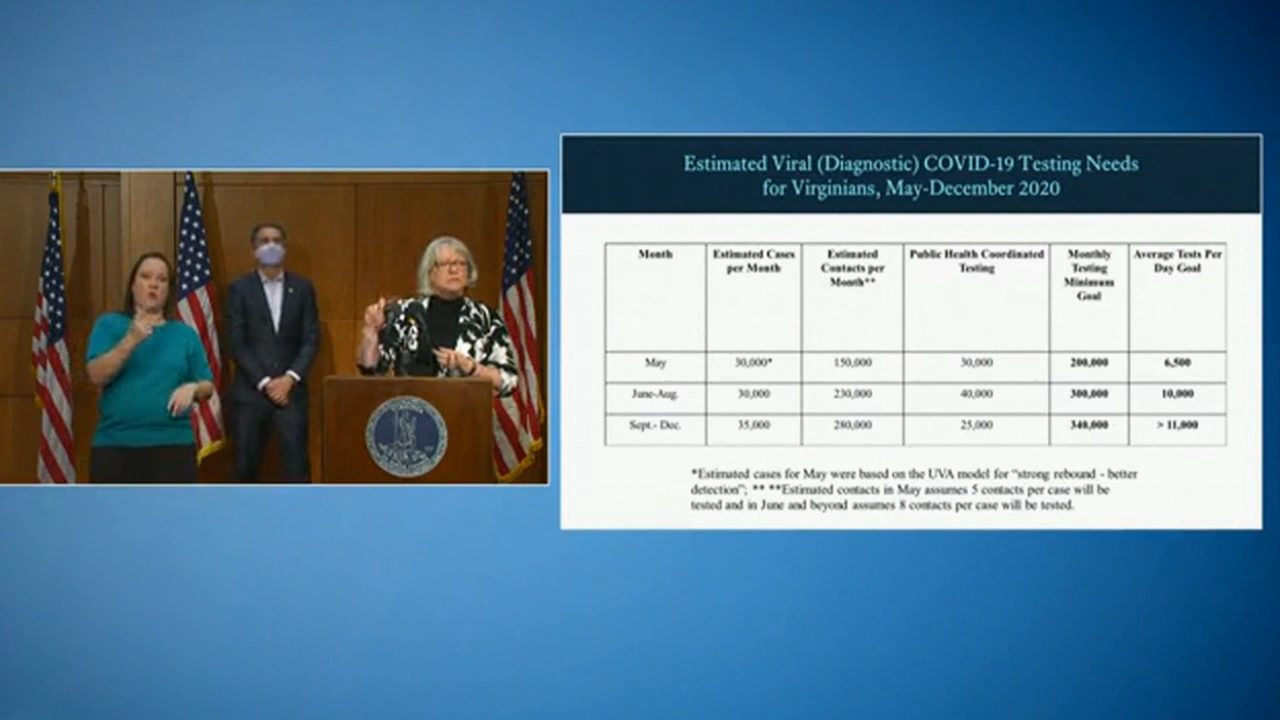 Estimated Viral (Diagnostic) COVID-19 Testing Needs
for Virginians, May-December 2020
Month
Estimated Cases
per Month
Estimated
Contacts per
Month**
Public Health Coordinated
Testing
Monthly
Testing
Minimum
Goal
Average Tests Per
Day Goal
May 30,000* 150,000 30,000 200,000 6,500
June-Aug. 30,000 230,000 40,000 300,000 10,000
Sept.- Dec. 35,000 280,000 25,000 340,000 > 11,000
*Estimated cases for May were based on the UVA model for “strong rebound - better
detection”; ** **Estimated contacts in May assumes 5 contacts per case will be
tested and in June and beyond assumes 8 contacts per case will be tested.